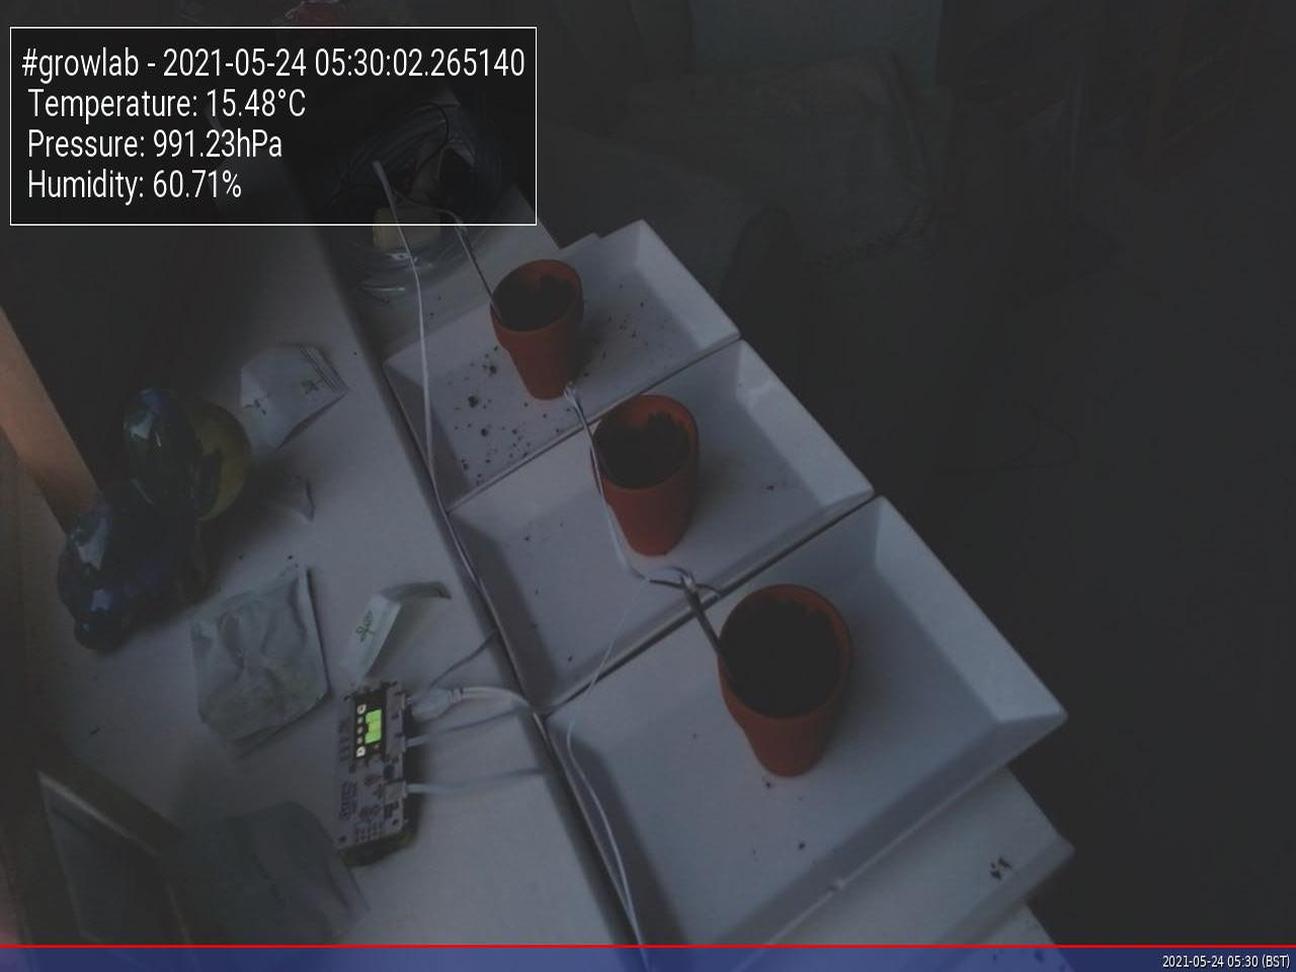 #growlab - 2021-05-24 05:30:02.265140
Temperature: 15.48°C
Pressure: 991.23hPa
Humidity: 60.71%
2021-05-24 05:30 (BST)